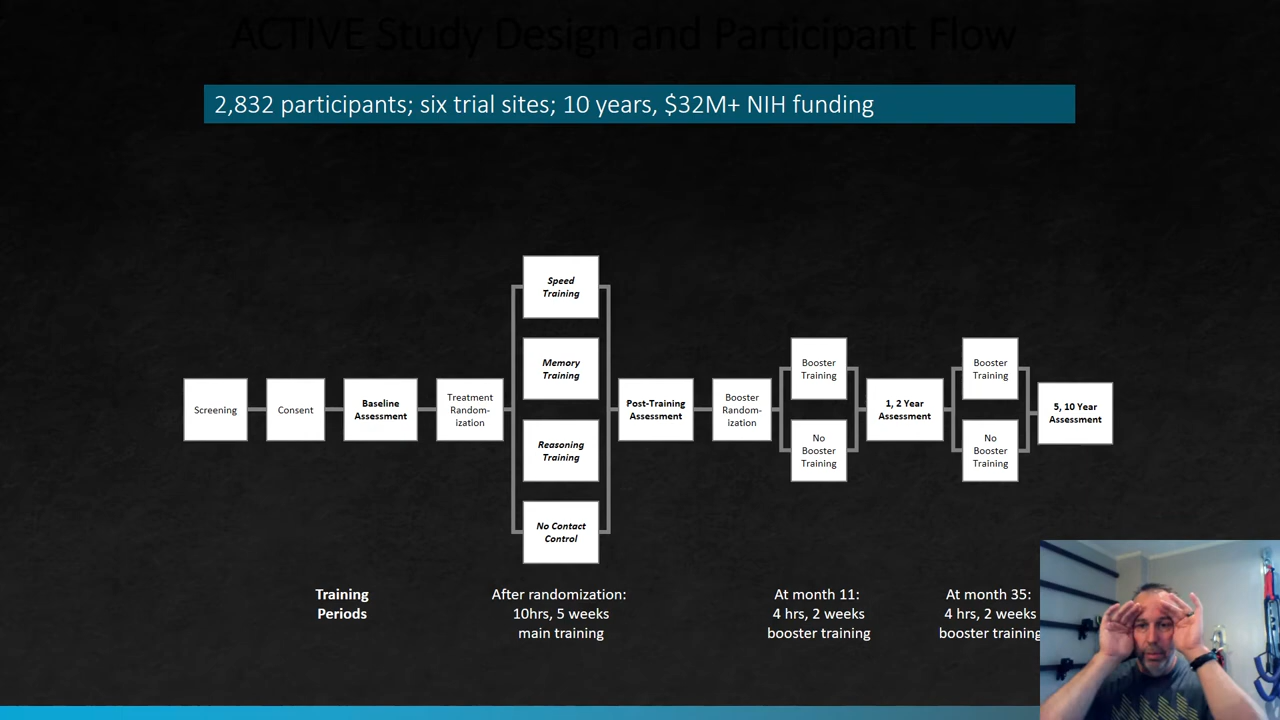 ACTIVE Study Design and Participant Flow
2,832 participants; six trial sites; 10 years, $32M+ NIH funding
Screening
Consent
Baseline
Assessment
Treatment
Random-
ization
Speed
Training
Memory
Training
Reasoning
Training
No Contact
Control
Post-Training
Assessment
Booster
Random-
ization
Booster
Training
No
Booster
Training
1, 2 Year
Assessment
Booster
Training
No
Booster
Training
5, 10 Year
Assessment
Training
Periods
After randomization:
10hrs, 5 weeks
main training
At month 11:
4 hrs, 2 weeks
booster training
At month 35:
4 hrs, 2 weeks
booster training